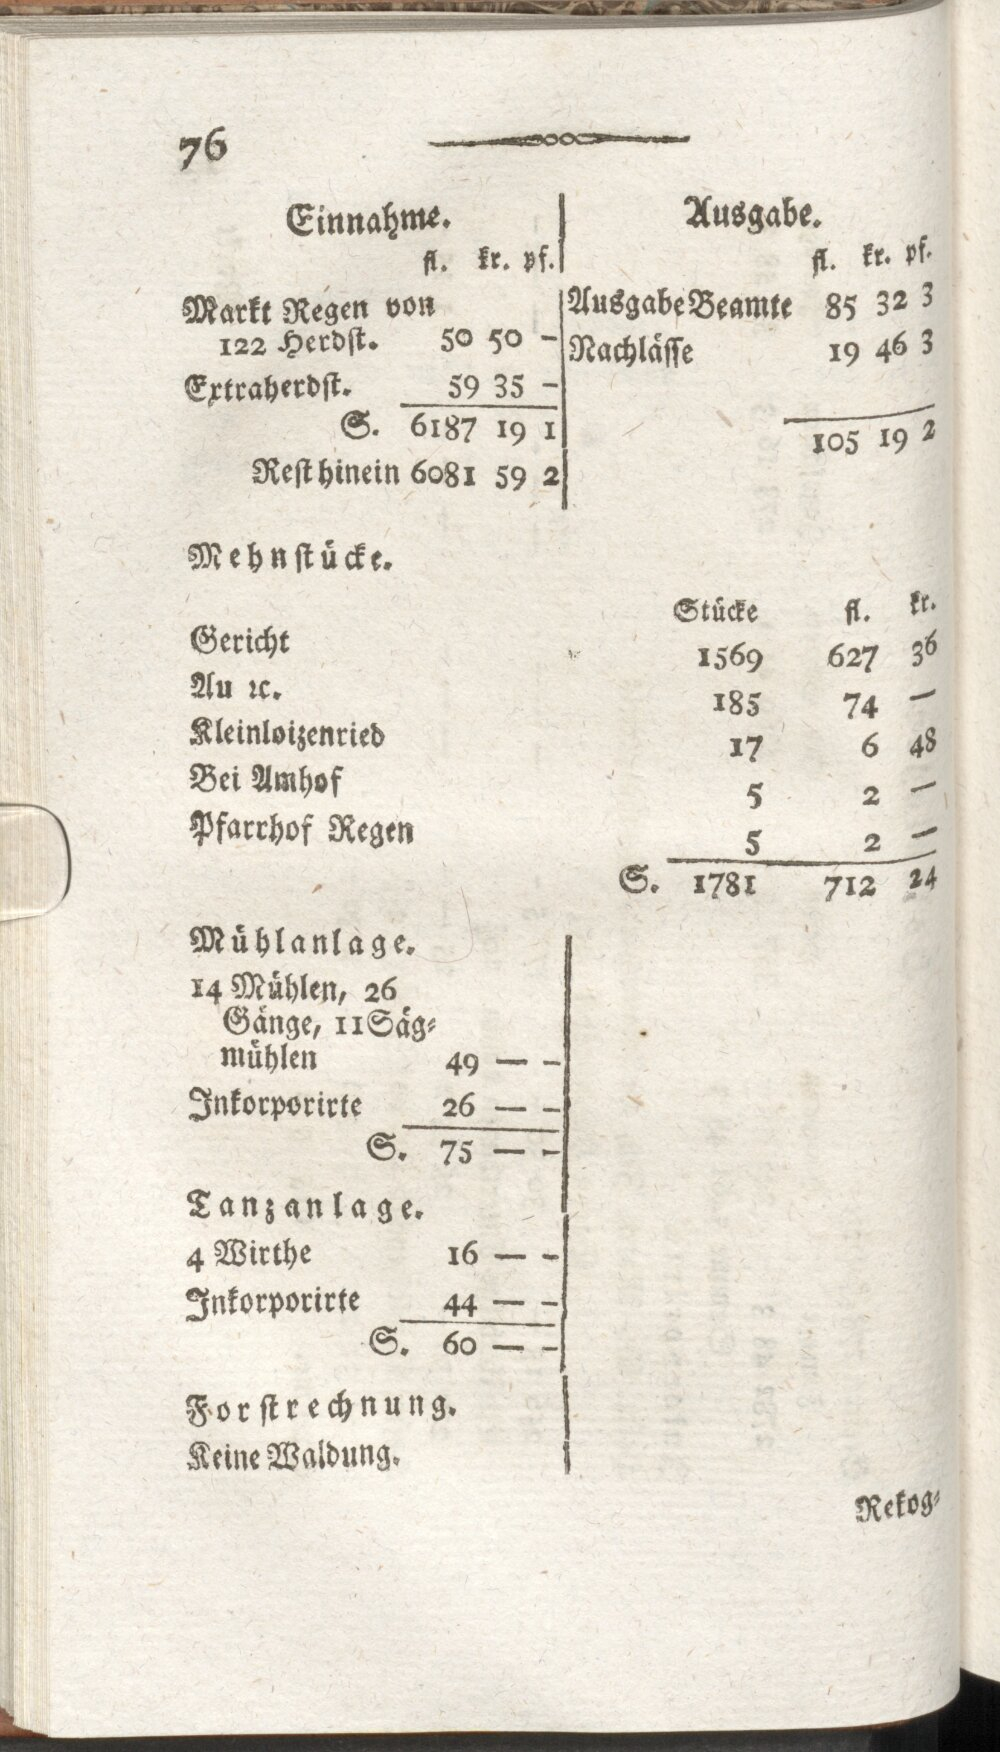 76
Einnahme.
fl. kr. pf.
Markt Regen von
122 Herdst. 50 50 -
Extraherdst. 59 35 -
S. 6187 19 1
Rest hinein 6081 59 2
Ausgabe.
fl. kr. pf.
Ausgabe Beamte 85 32 3
Nachlässe 19 46 3
105 19 2
Mehnstücke.
Stücke fl. kr.
Gericht 1569 627 36
Au ꝛc. 185 74 —
Kleinloizenried 17 6 48
Bei Amhof 5 2 —
Pfarrhof Regen 5 2 —
S. 1781 712 24
Mühlanlage.
14 Mühlen, 26
Gänge, 11 Säg-
mühlen 49 — -
Inkorporirte 26 — -
S. 75 — -
Tanzanlage.
4 Wirthe 16 — -
Inkorporirte 44 — -
S. 60 — -
Forstrechnung.
Keine Waldung.
Rekog-